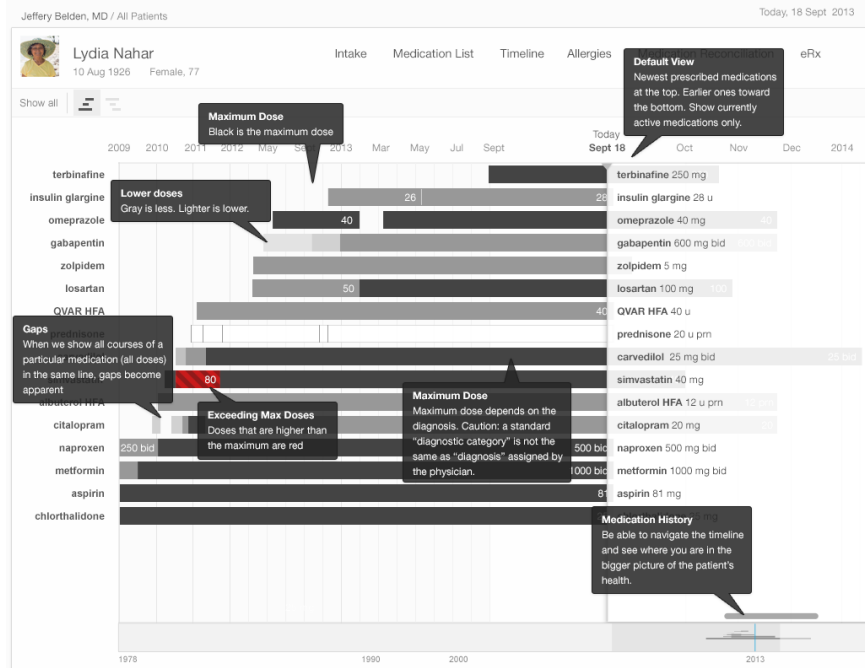 Jeffery Belden, MD / All Patients
Today, 18 Sept 2013
Lydia Nahar
10 Aug 1926 Female, 77
Intake Medication List Timeline Allergies Medication Reconciliation eRx
Show all
Default View
Newest prescribed medications
at the top. Earlier ones toward
the bottom. Show currently
active medications only.
Maximum Dose
Black is the maximum dose
Today
2009 2010 2011 2012 May Sept 2013 Mar May Jul Sept Sept 18 Oct Nov Dec 2014
terbinafine terbinafine 250 mg
Lower doses
Gray is less. Lighter is lower.
insulin glargine 26 28 insulin glargine 28 u
omeprazole 40 omeprazole 40 mg 40
gabapentin gabapentin 600 mg bid
zolpidem zolpidem 5 mg
losartan 50 losartan 100 mg 100
QVAR HFA 40 QVAR HFA 40 u
Gaps
When we show all courses of a
particular medication (all doses)
in the same line, gaps become
apparent
prednisone prednisone 20 u prn
carvedilol 25 mg bid 25 bid
simvastatin 80 simvastatin 40 mg
albuterol HFA albuterol HFA 12 u prn
citalopram citalopram 20 mg
Exceeding Max Doses
Doses that are higher than
the maximum are red
Maximum Dose
Maximum dose depends on the
diagnosis. Caution: a standard
“diagnostic category” is not the
same as “diagnosis” assigned by
the physician.
naproxen 250 bid 500 bid naproxen 500 mg bid
metformin 1000 bid metformin 1000 mg bid
aspirin 81 aspirin 81 mg
chlorthalidone mg
Medication History
Be able to navigate the timeline
and see where you are in the
bigger picture of the patient’s
health.
1978 1990 2000 2013